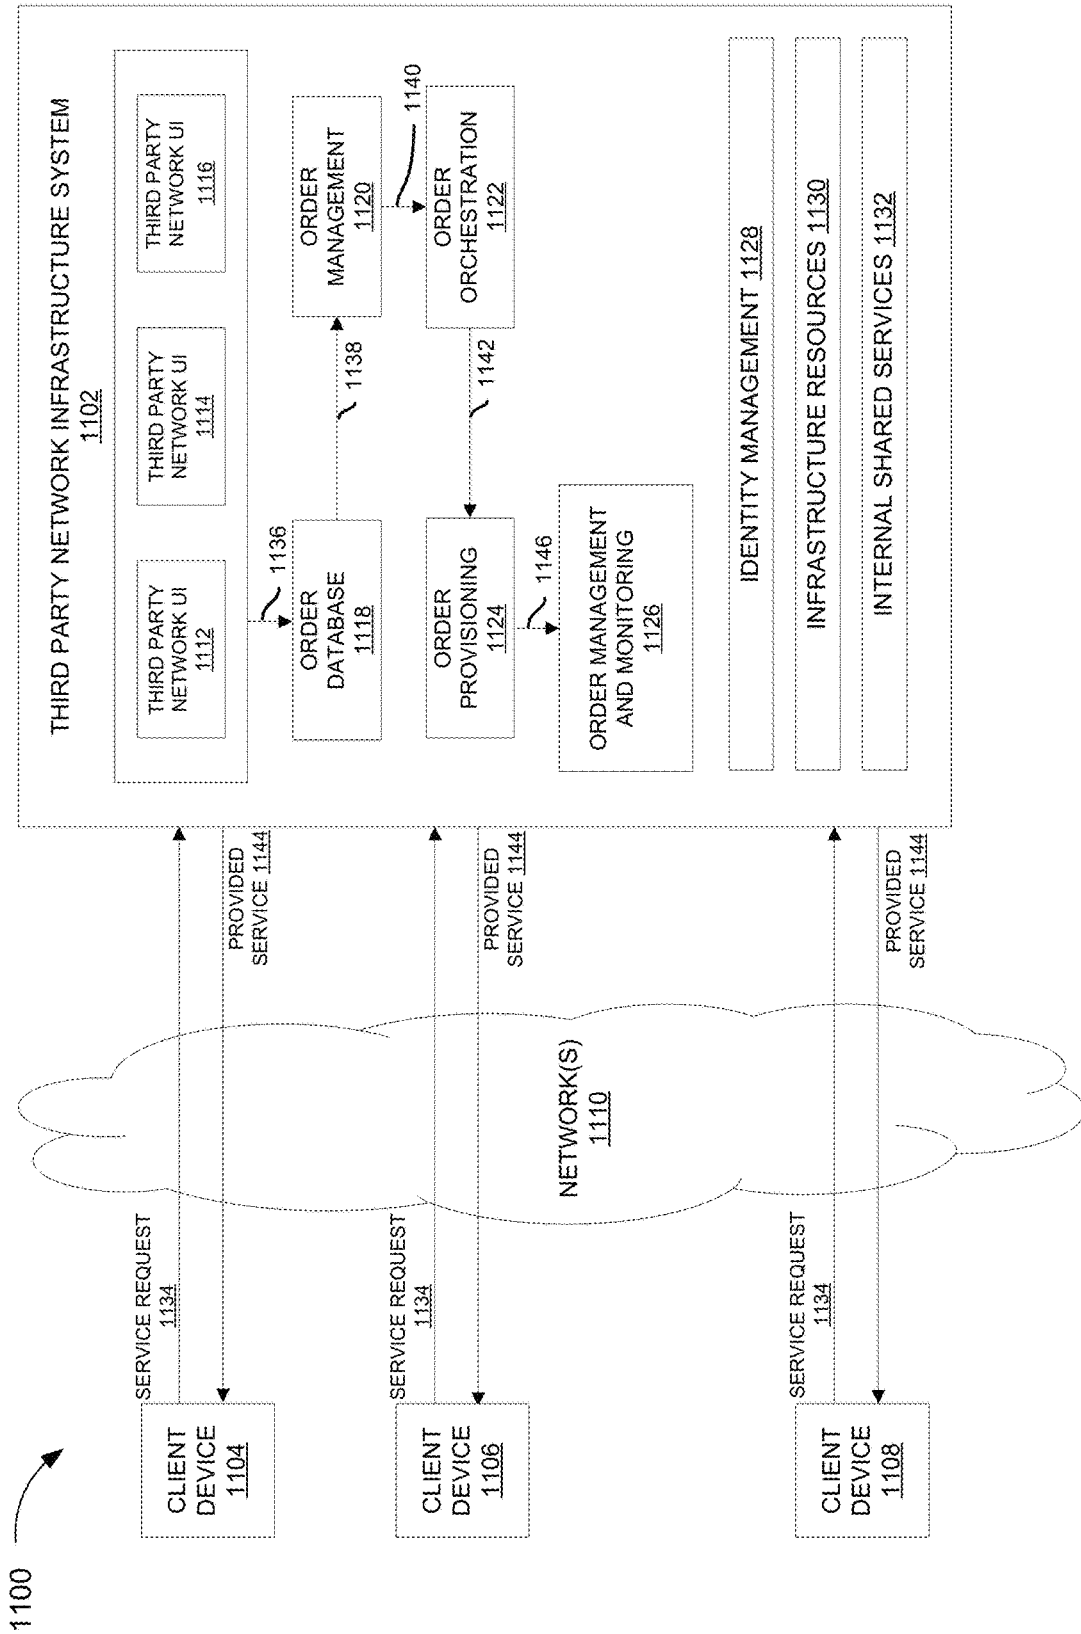 1100
CLIENT
DEVICE
1104
CLIENT
DEVICE
1106
CLIENT
DEVICE
1108
SERVICE REQUEST
1134
SERVICE REQUEST
1134
SERVICE REQUEST
1134
NETWORK(S)
1110
PROVIDED
SERVICE 1144
PROVIDED
SERVICE 1144
PROVIDED
SERVICE 1144
THIRD PARTY NETWORK INFRASTRUCTURE SYSTEM
1102
THIRD PARTY
NETWORK UI
1112
THIRD PARTY
NETWORK UI
1114
THIRD PARTY
NETWORK UI
1116
1136
ORDER
DATABASE
1118
1138
ORDER
MANAGEMENT
1120
1140
ORDER
ORCHESTRATION
1122
1142
ORDER
PROVISIONING
1124
1146
ORDER MANAGEMENT
AND MONITORING
1126
IDENTITY MANAGEMENT 1128
INFRASTRUCTURE RESOURCES 1130
INTERNAL SHARED SERVICES 1132